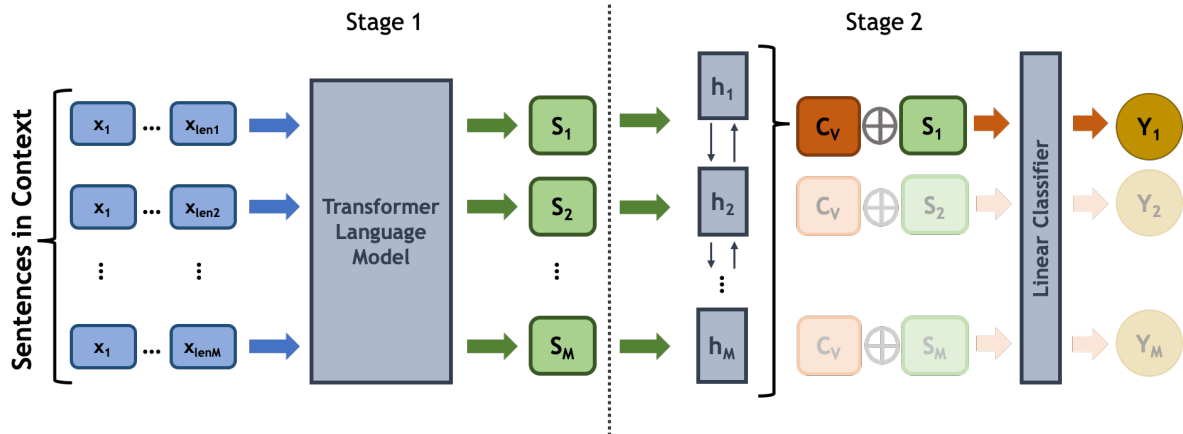 Stage 1
Stage 2
Sentences in Context
x1 ... xlen1
x1 ... xlen2
⋮ ⋮
x1 ... xlenM
Transformer
Language
Model
S1
S2
⋮
SM
h1
h2
...
hM
CV ⊕ S1
CV ⊕ S2
CV ⊕ SM
Linear Classifier
Y1
Y2
YM